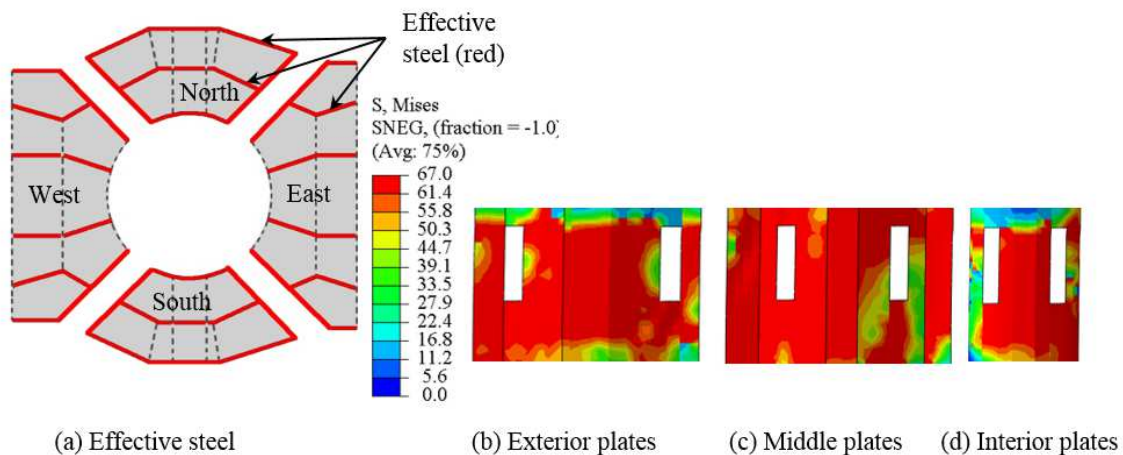 Effective
steel (red)
North
West
East
South
S, Mises
SNEG, (fraction = -1.0)
(Avg: 75%)
67.0
61.4
55.8
50.3
44.7
39.1
33.5
27.9
22.4
16.8
11.2
5.6
0.0
(a) Effective steel
(b) Exterior plates
(c) Middle plates
(d) Interior plates